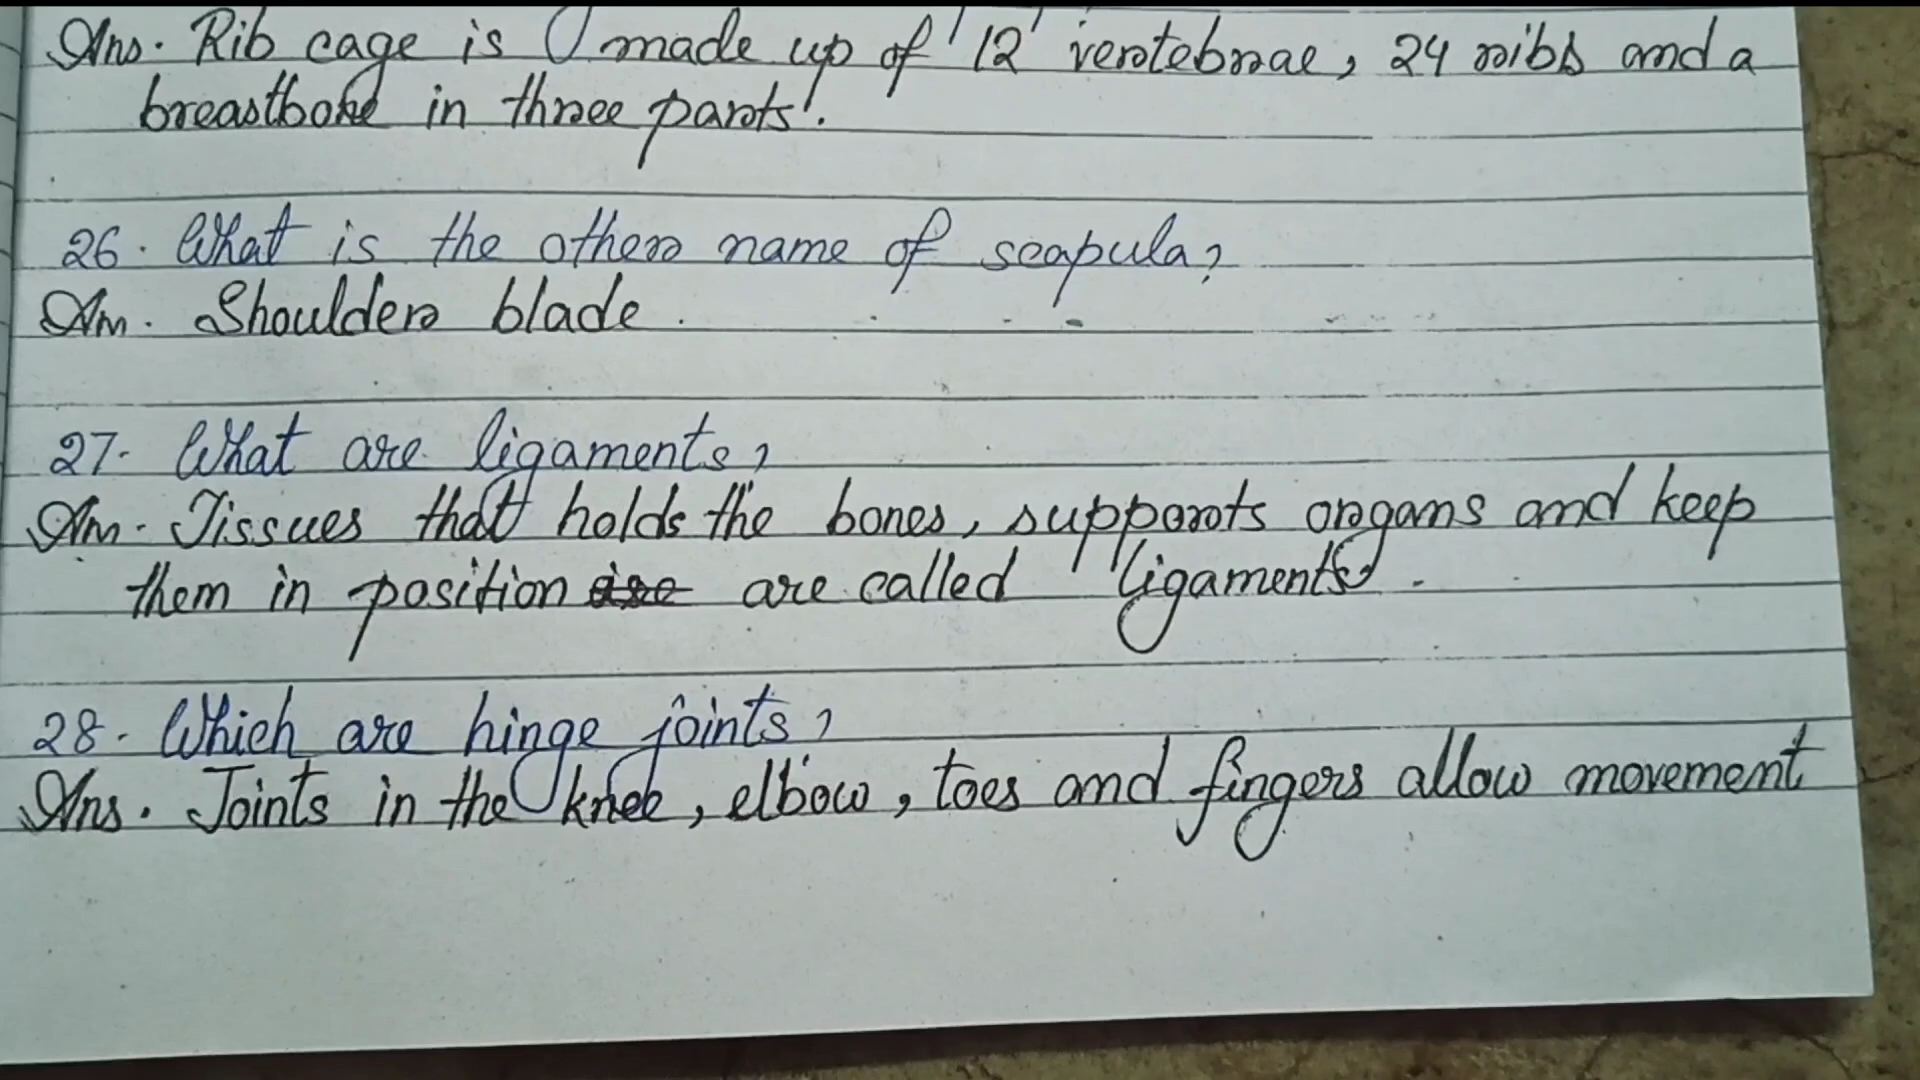 Ans. Rib cage is made up of 12 vertebrae, 24 ribs and a
breastbone in three parts.
26. What is the other name of scapula?
Ans. Shoulder blade.
27. What are ligaments?
Ans. Tissues that holds the bones, supports organs and keep
them in position are called ligaments.
28. Which are hinge joints?
Ans. Joints in the knee, elbow, toes and fingers allow movement